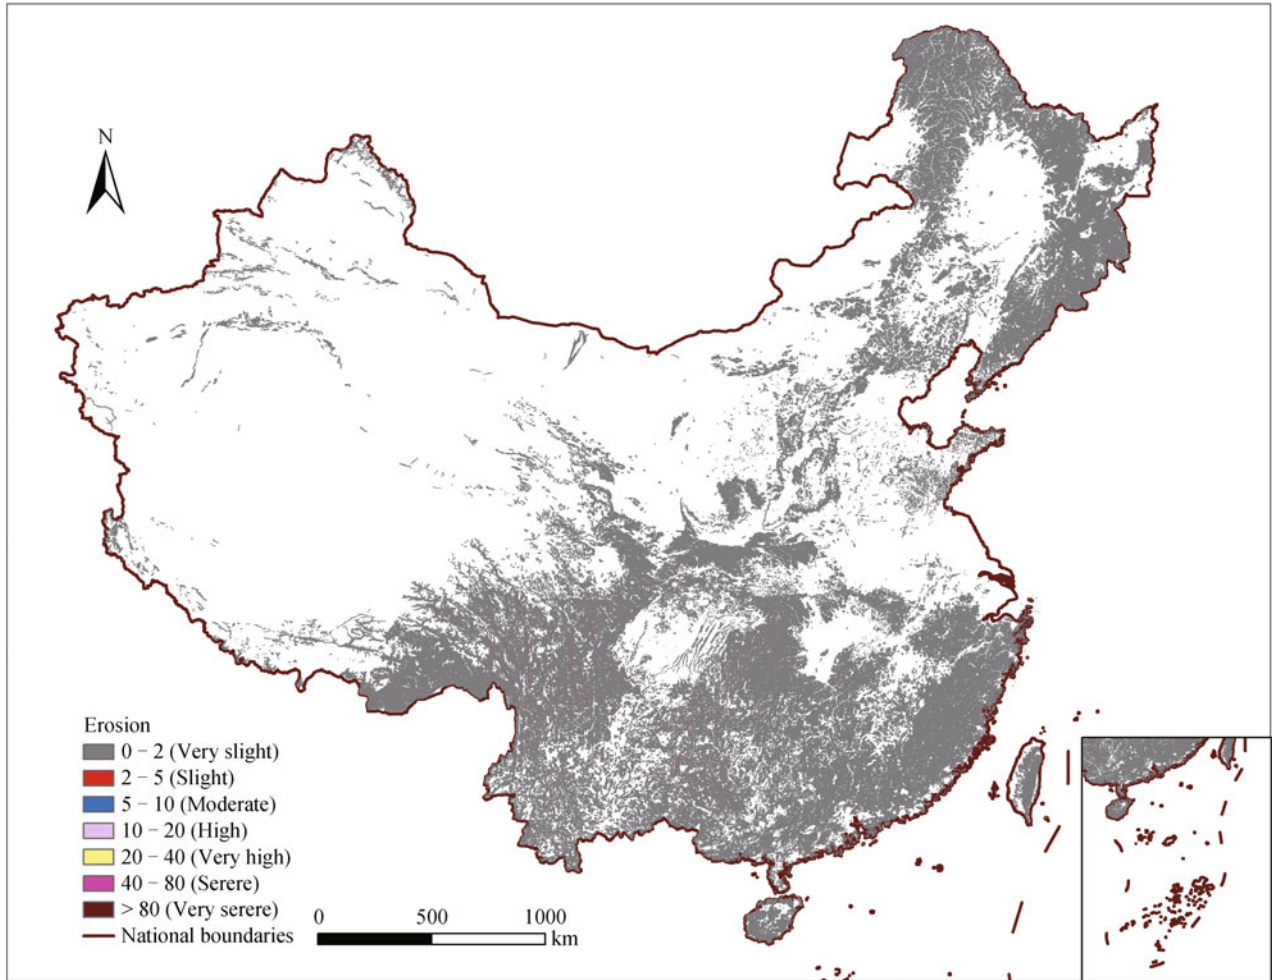 N
Erosion
0 – 2 (Very slight)
2 – 5 (Slight)
5 – 10 (Moderate)
10 – 20 (High)
20 – 40 (Very high)
40 – 80 (Serere)
> 80 (Very serere)
National boundaries
0 500 1000
km